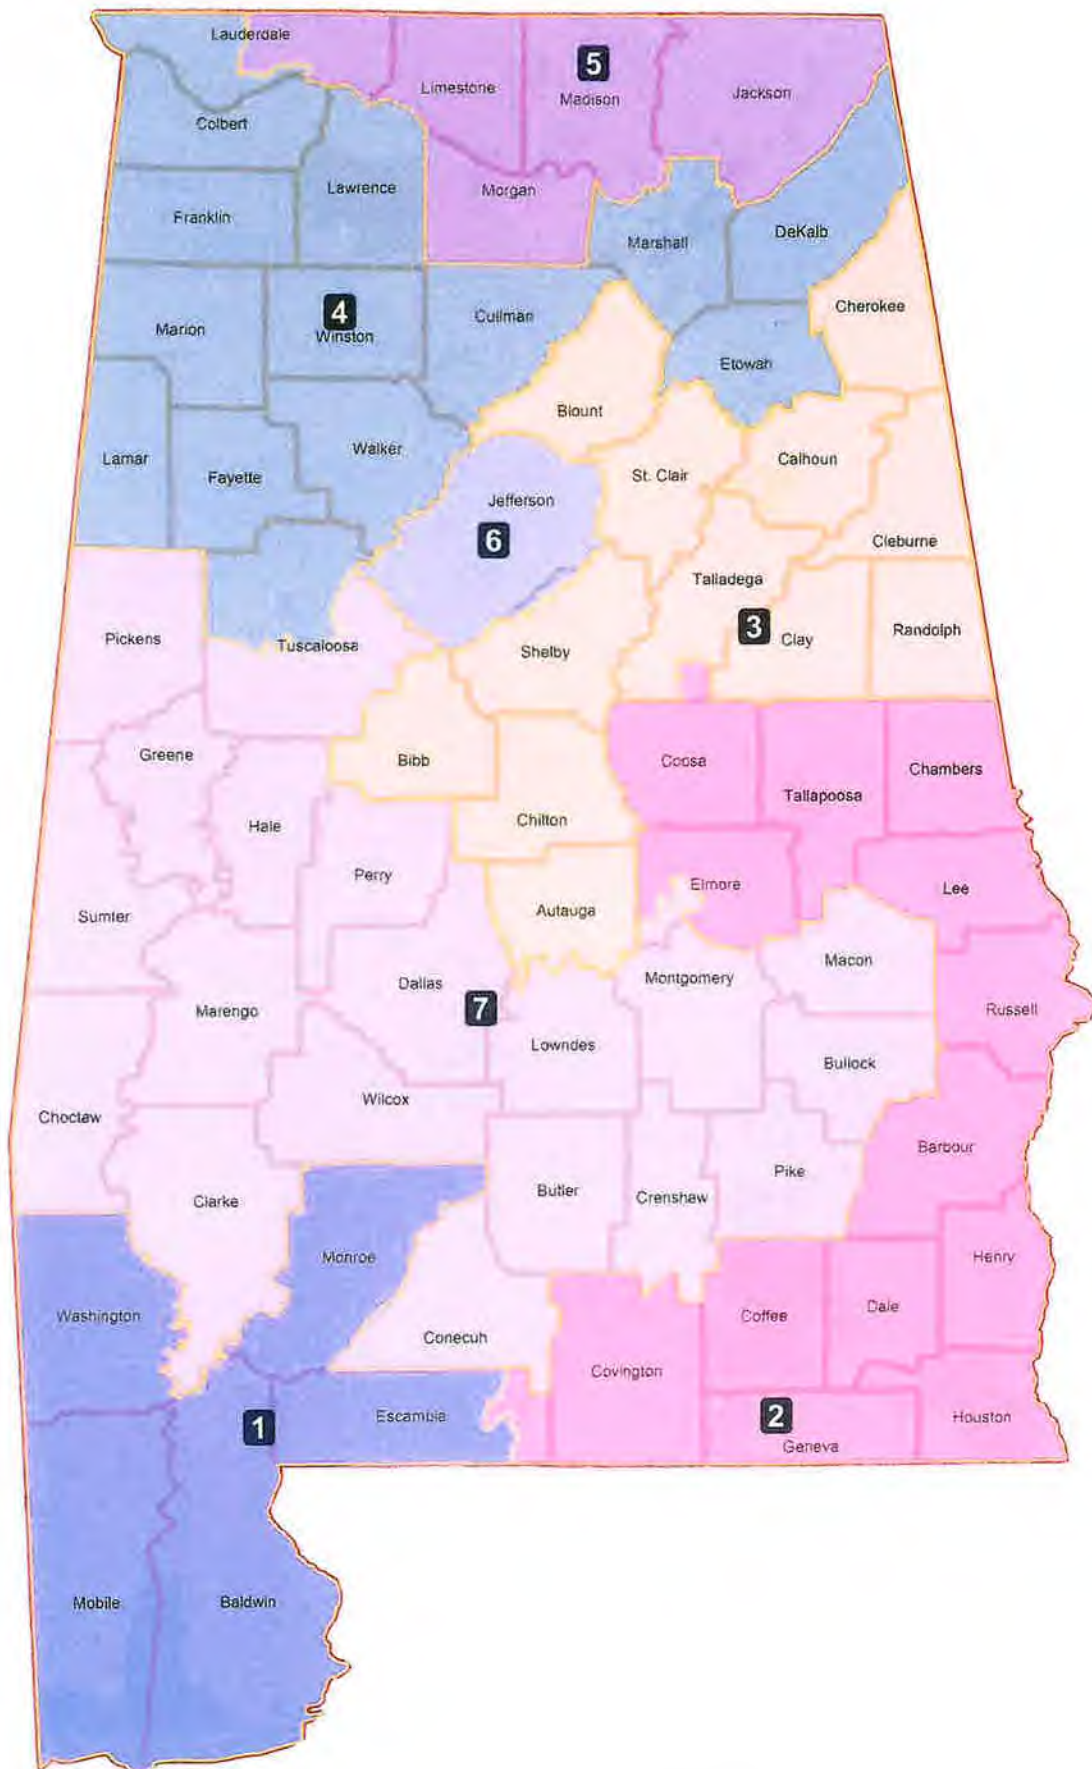 Lauderdale
5
Limestone
Madison
Jackson
Colbert
Lawrence
Morgan
Franklin
Marshall
DeKalb
4
Marion
Winston
Cullman
Cherokee
Etowah
Blount
Lamar
Fayette
Walker
St. Clair
Calhoun
Jefferson
6
Cleburne
Talladega
3
Pickens
Tuscaloosa
Shelby
Clay
Randolph
Greene
Bibb
Coosa
Tallapoosa
Chambers
Hale
Chilton
Perry
Elmore
Lee
Sumter
Autauga
Dallas
Montgomery
Macon
Marengo
7
Lowndes
Russell
Bullock
Choctaw
Wilcox
Barbour
Clarke
Butler
Crenshaw
Pike
Monroe
Henry
Washington
Conecuh
Coffee
Dale
Covington
1
Escambia
2
Geneva
Houston
Mobile
Baldwin